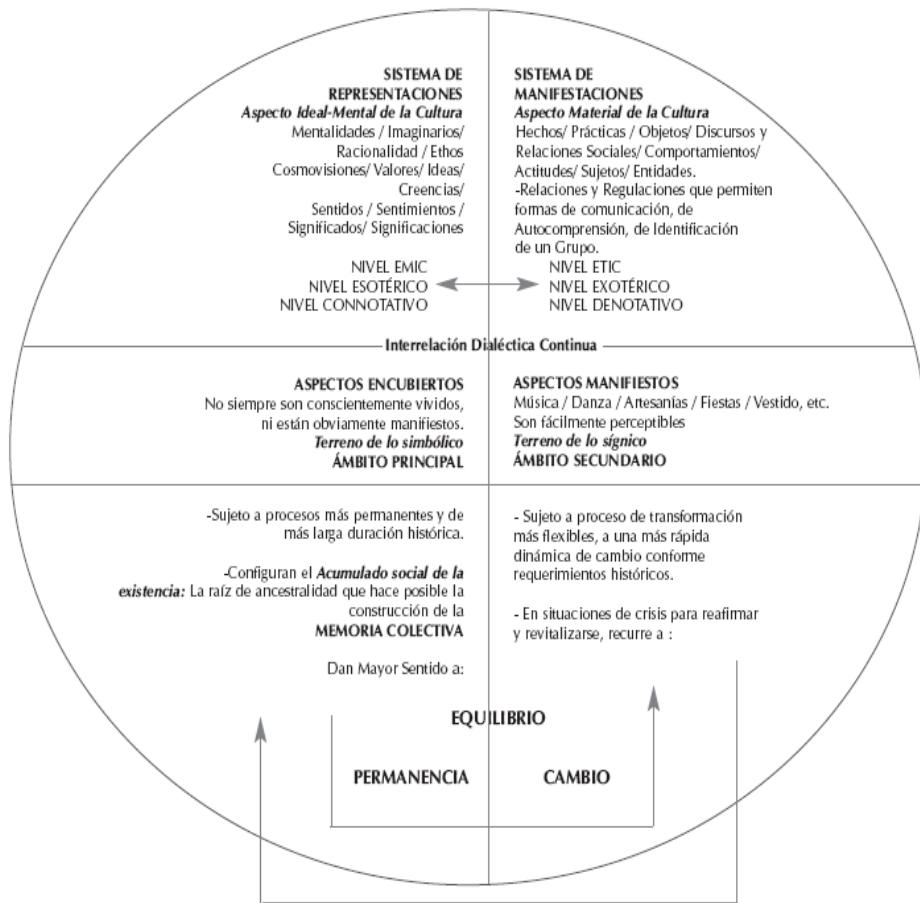 SISTEMA DE
REPRESENTACIONES
Aspecto Ideal-Mental de la Cultura
Mentalidades / Imaginarios/
Racionalidad / Ethos
Cosmovisiones/ Valores/ Ideas/
Creencias/
Sentidos / Sentimientos /
Significados/ Significaciones
NIVEL EMIC
NIVEL ESOTÉRICO
NIVEL CONNOTATIVO
SISTEMA DE
MANIFESTACIONES
Aspecto Material de la Cultura
Hechos/ Prácticas / Objetos/ Discursos y
Relaciones Sociales/ Comportamientos/
Actitudes/ Sujetos/ Entidades.
-Relaciones y Regulaciones que permiten
formas de comunicación, de
Autocomprensión, de Identificación
de un Grupo.
NIVEL ETIC
NIVEL EXOTÉRICO
NIVEL DENOTATIVO
Interrelación Dialéctica Continua
ASPECTOS ENCUBIERTOS
No siempre son conscientemente vividos,
ni están obviamente manifiestos.
Terreno de lo simbólico
ÁMBITO PRINCIPAL
ASPECTOS MANIFIESTOS
Música / Danza / Artesanías / Fiestas / Vestido, etc.
Son fácilmente perceptibles
Terreno de lo sígnico
ÁMBITO SECUNDARIO
-Sujeto a procesos más permanentes y de
más larga duración histórica.
-Configuran el Acumulado social de la
existencia: La raíz de ancestralidad que hace posible la
construcción de la
MEMORIA COLECTIVA
Dan Mayor Sentido a:
- Sujeto a proceso de transformación
más flexibles, a una más rápida
dinámica de cambio conforme
requerimientos históricos.
- En situaciones de crisis para reafirmar
y revitalizarse, recurre a :
EQUILIBRIO
PERMANENCIA
CAMBIO